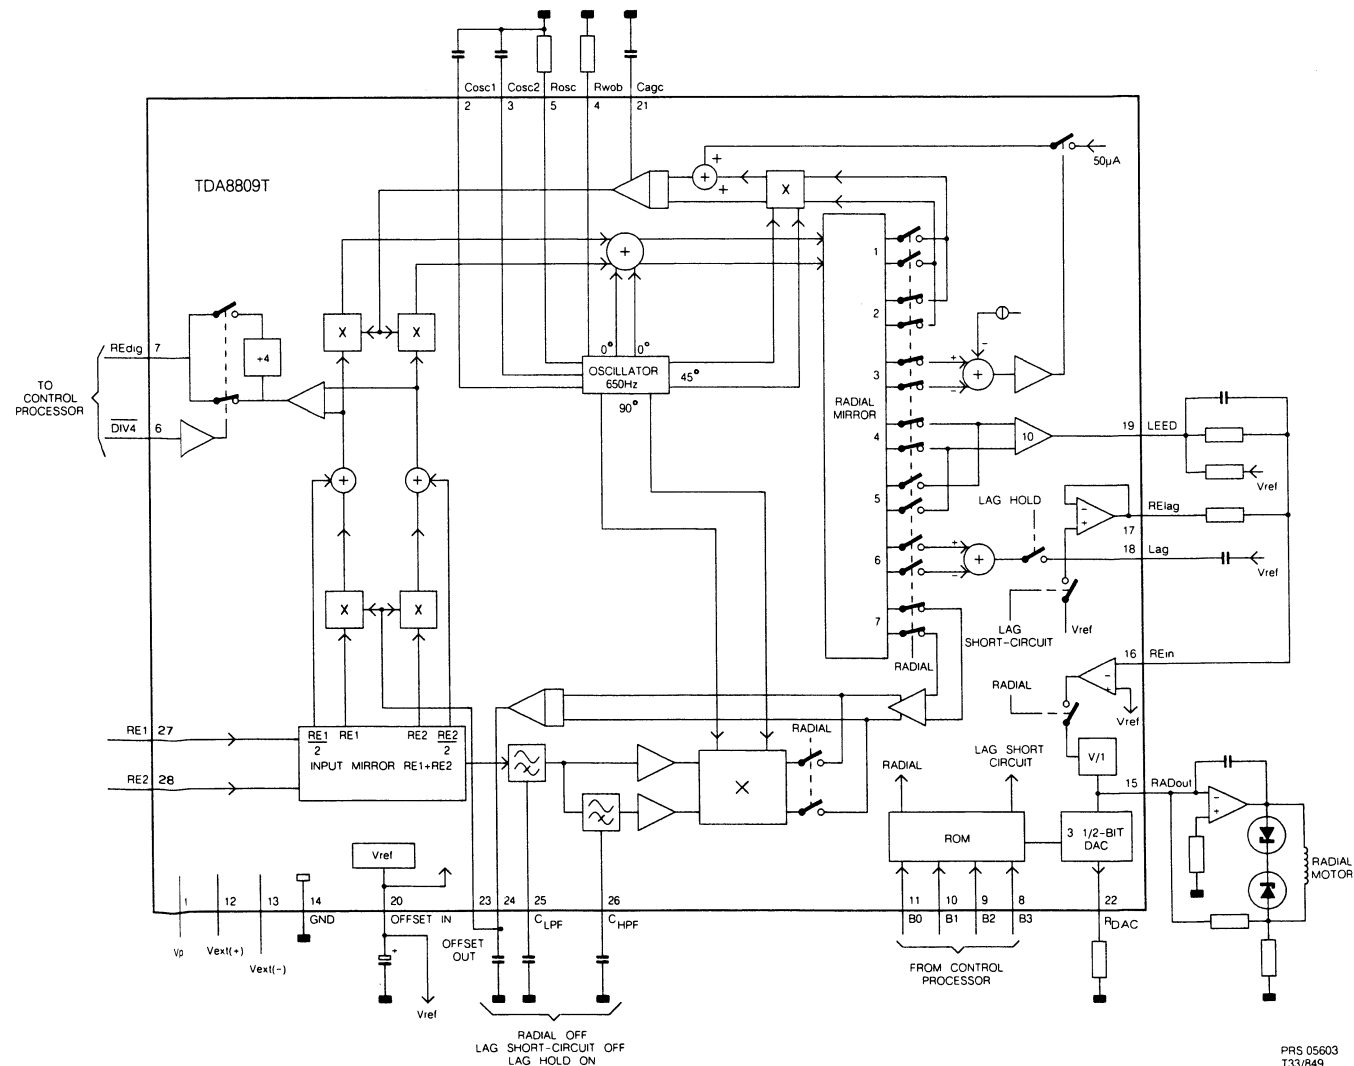 Cosc1 Cosc2 Rosc Rwob Cagc
2 3 5 4 21
TDA8809T
50µA
+
+
+
X
+
1
2
3
4
5
6
7
RADIAL
MIRROR
X X
÷4
REdig 7
TO
CONTROL
PROCESSOR
DIV4 6
0° 0°
OSCILLATOR
650Hz
45°
90°
+
-
+
-
10
19 LEED
Vref
LAG HOLD
-
+
RElag
17
18 Lag
Vref
+
+
+
-
+
X X
LAG
SHORT-CIRCUIT
Vref
RADIAL
16 REin
-
+
Vref
RADIAL
RE1 27
RE2 28
RE1
2
RE1
RE2
RE2
2
INPUT MIRROR RE1+RE2
X
RADIAL
V/1
RADIAL
LAG SHORT
CIRCUIT
15 RADout
-
+
RADIAL
MOTOR
ROM
3 1/2-BIT
DAC
Vref
1 12 13 14 20 23 24 25 26 11 10 9 8 22
GND
OFFSET IN
CLPF
CHPF
B0 B1 B2 B3
RDAC
Vp
Vext(+)
Vext(-)
+
OFFSET
OUT
Vref
FROM CONTROL
PROCESSOR
RADIAL OFF
LAG SHORT-CIRCUIT OFF
LAG HOLD ON
PRS 05603
T33/849